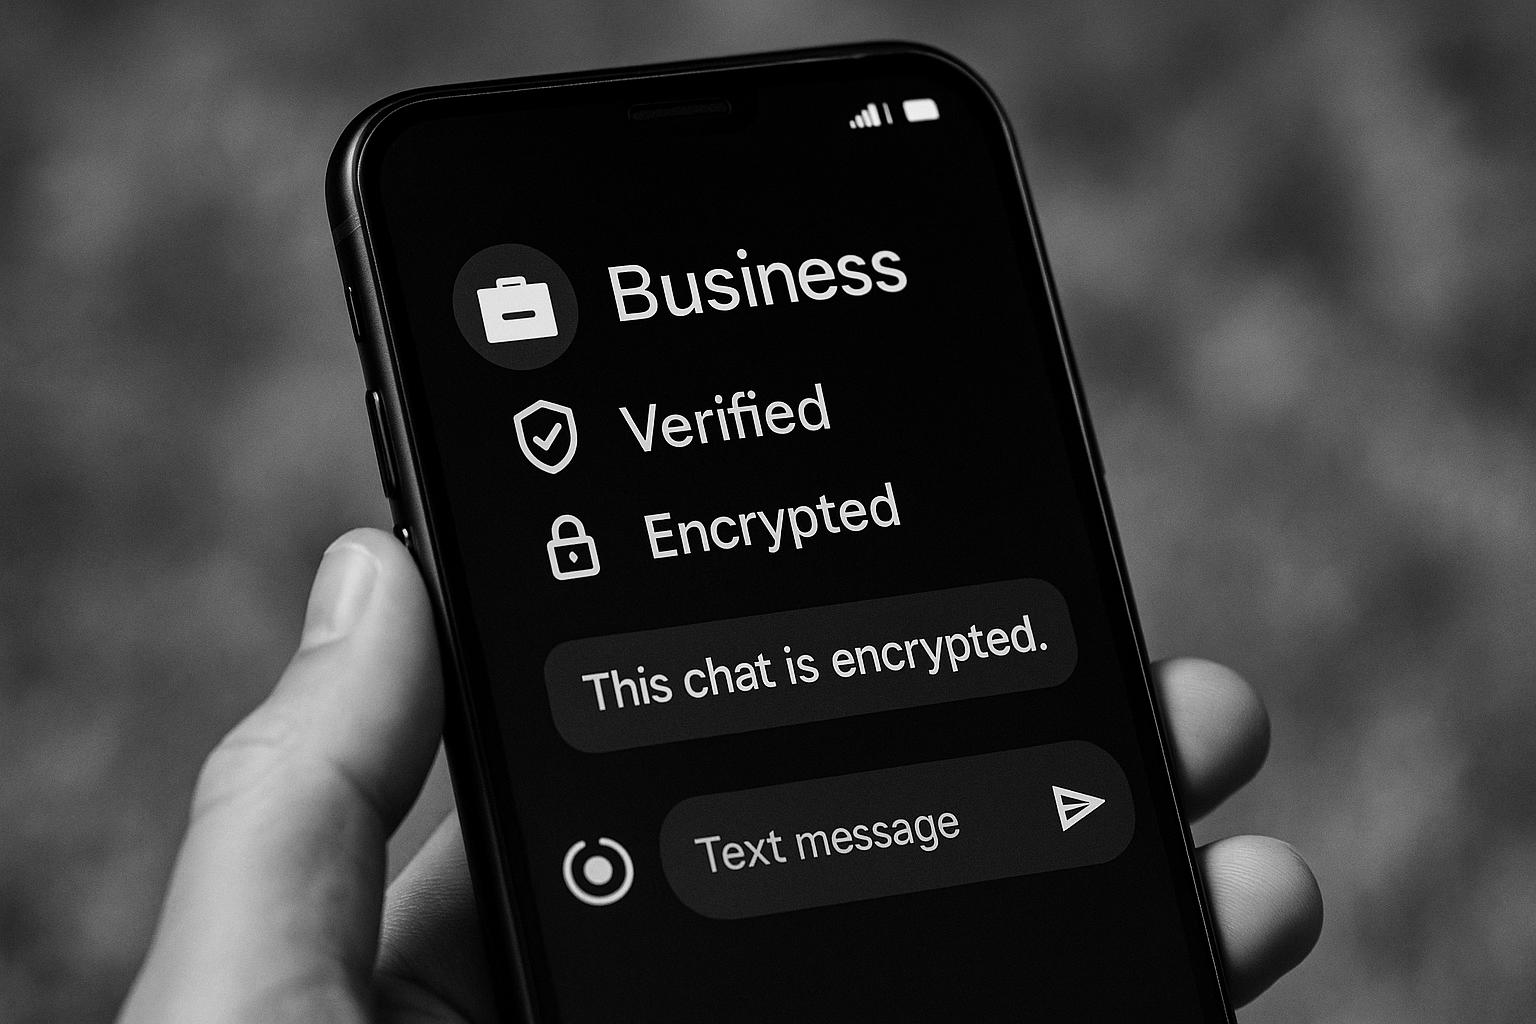 Business
Verified
Encrypted
This chat is encrypted.
Text message